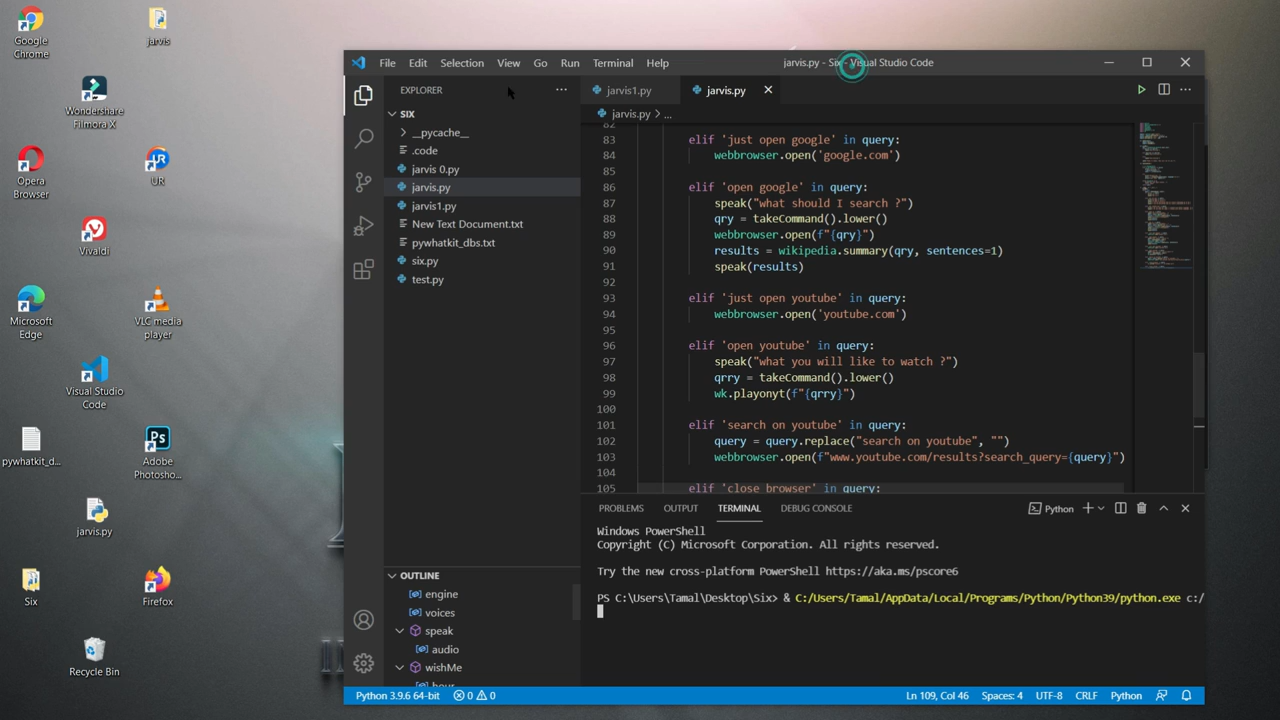 Google
Chrome
jarvis
Wondershare
Filmora X
Opera
Browser
UR
UR
Vivaldi
Microsoft
Edge
VLC media
player
Visual Studio
Code
pywhatkit_d...
Ps
Adobe
Photosho...
jarvis.py
Six
Firefox
Recycle Bin
File Edit Selection View Go Run Terminal Help
jarvis.py - Six - Visual Studio Code
EXPLORER
SIX
__pycache__
.code
jarvis 0.py
jarvis.py
jarvis1.py
New Text Document.txt
pywhatkit_dbs.txt
six.py
test.py
OUTLINE
engine
voices
speak
audio
wishMe
hour
jarvis1.py jarvis.py
jarvis.py > ...
82
83 elif 'just open google' in query:
84 webbrowser.open('google.com')
85
86 elif 'open google' in query:
87 speak("what should I search ?")
88 qry = takeCommand().lower()
89 webbrowser.open(f"{qry}")
90 results = wikipedia.summary(qry, sentences=1)
91 speak(results)
92
93 elif 'just open youtube' in query:
94 webbrowser.open('youtube.com')
95
96 elif 'open youtube' in query:
97 speak("what you will like to watch ?")
98 qrry = takeCommand().lower()
99 wk.playonyt(f"{qrry}")
100
101 elif 'search on youtube' in query:
102 query = query.replace("search on youtube", "")
103 webbrowser.open(f"www.youtube.com/results?search_query={query}")
104
105 elif 'close browser' in query:
PROBLEMS OUTPUT TERMINAL DEBUG CONSOLE
Python
Windows PowerShell
Copyright (C) Microsoft Corporation. All rights reserved.
Try the new cross-platform PowerShell https://aka.ms/pscore6
PS C:\Users\Tamal\Desktop\Six> & C:/Users/Tamal/AppData/Local/Programs/Python/Python39/python.exe c:/
Python 3.9.6 64-bit 0 0 Ln 109, Col 46 Spaces: 4 UTF-8 CRLF Python